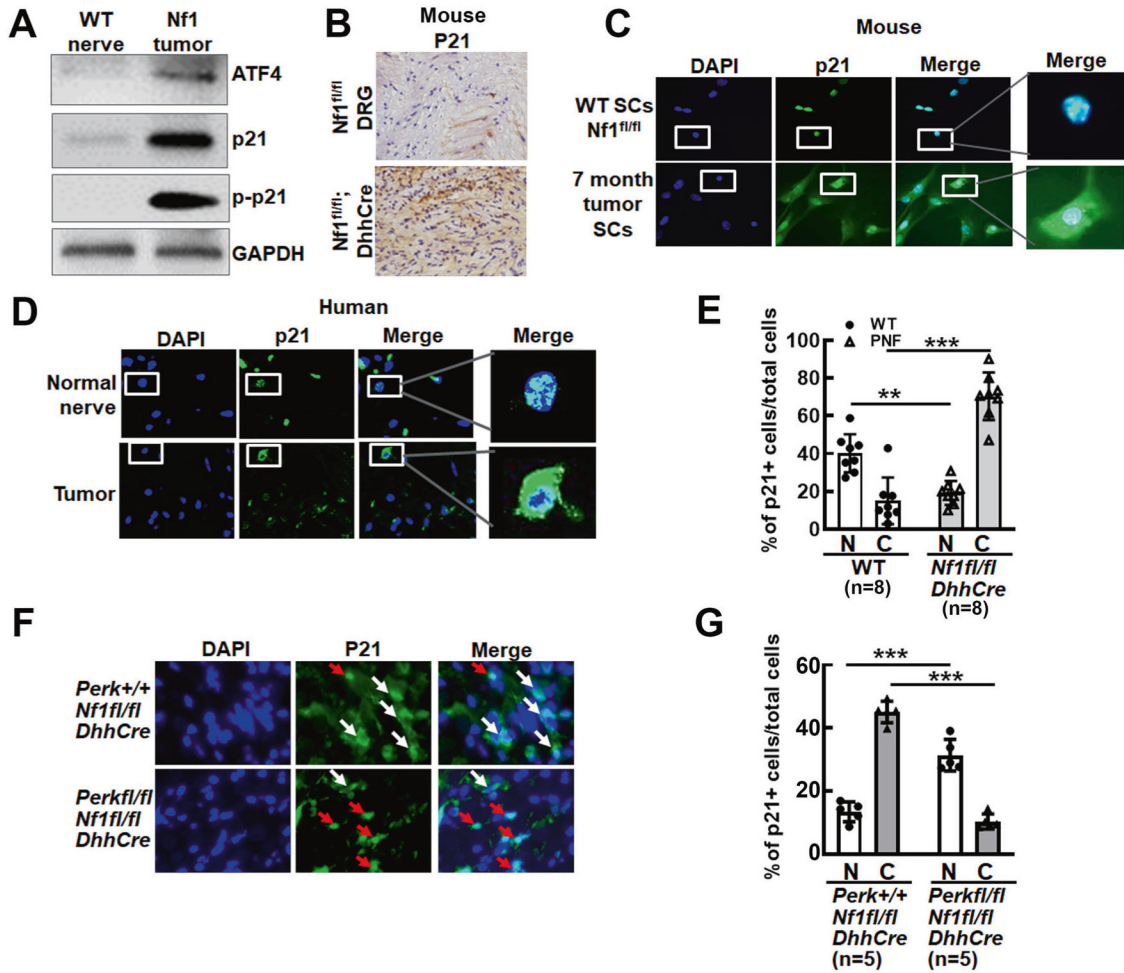 A
WT
nerve
Nf1
tumor
ATF4
p21
p-p21
GAPDH
B
Mouse
P21
Nf1fl/fl
DRG
Nf1fl/fl;
DhhCre
C
Mouse
DAPI
p21
Merge
Merge
WT SCs
Nf1fl/fl
7 month
tumor
SCs
D
Human
DAPI
p21
Merge
Merge
Normal
nerve
Tumor
E
% of p21+ cells/total cells
100
80
60
40
20
0
WT
PNF
***
**
N
C
N
C
WT
(n=8)
Nf1fl/fl
DhhCre
(n=8)
F
DAPI
P21
Merge
Perk+/+
Nf1fl/fl
DhhCre
Perkfl/fl
Nf1fl/fl
DhhCre
G
% of p21+ cells/total cells
60
40
20
0
***
***
N
C
N
C
Perk+/+
Nf1fl/fl
DhhCre
(n=5)
Perkfl/fl
Nf1fl/fl
DhhCre
(n=5)